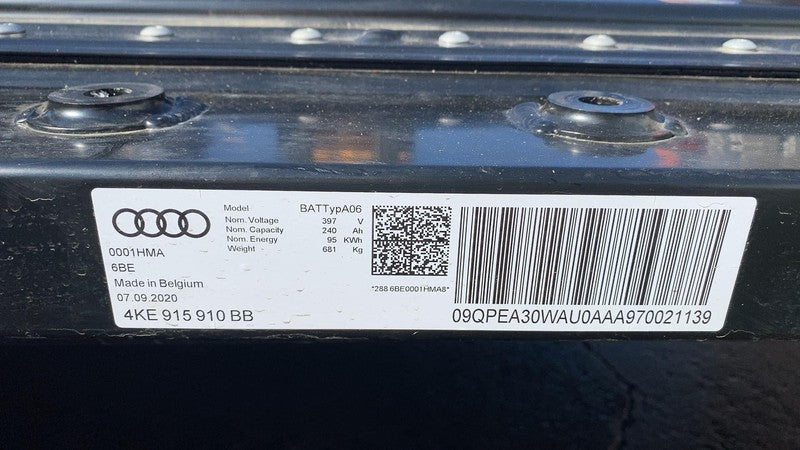 0001HMA
6BE
Made in Belgium
07.09.2020
4KE 915 910 BB
Model BATTypA06
Nom. Voltage 397 V
Nom. Capacity 240 Ah
Nom. Energy 95 KWh
Weight 681 Kg
*288 6BE0001HMA8*
09QPEA30WAU0AAA970021139